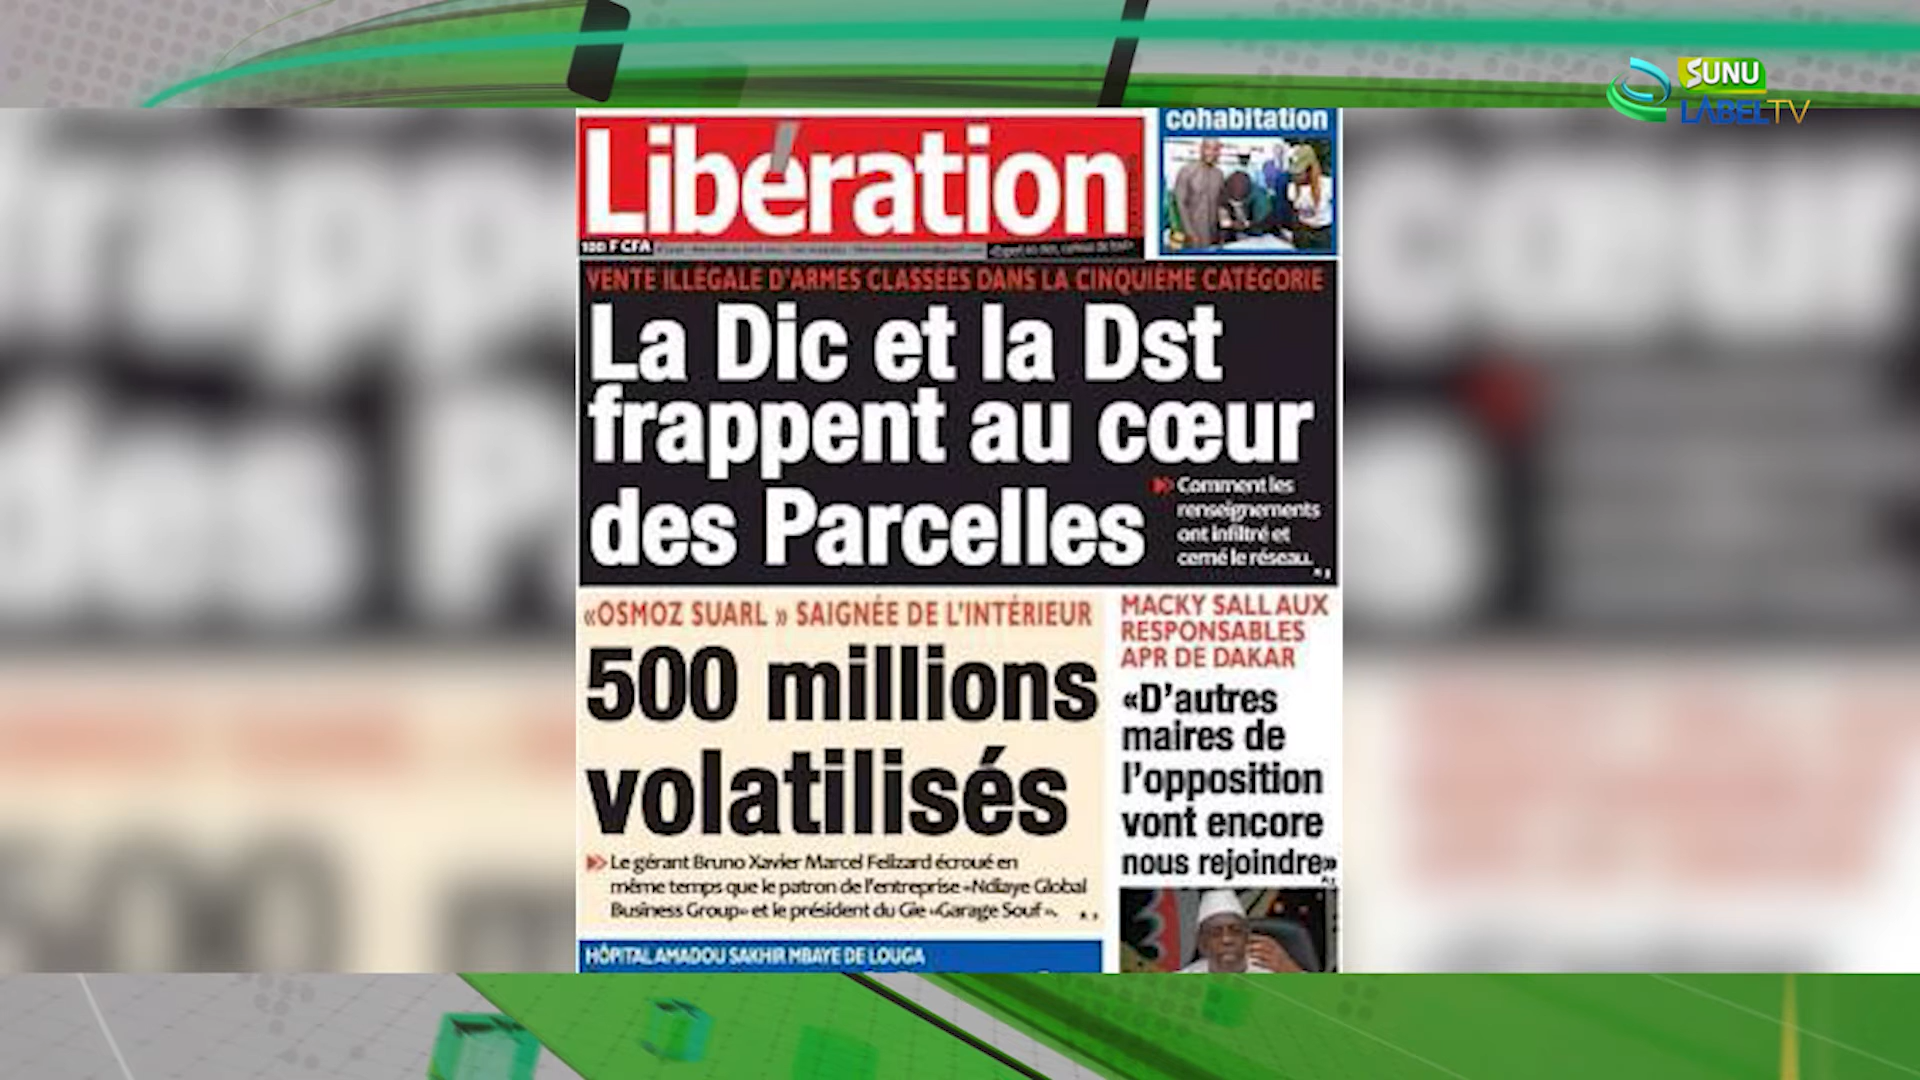 SUNU
LABELTV
cohabitation
Libération
100 F CFA
VENTE ILLÉGALE D'ARMES CLASSÉES DANS LA CINQUIÈME CATÉGORIE
La Dic et la Dst
frappent au cœur
des Parcelles
Comment les
renseignements
ont infiltré et
cerné le réseau.
«OSMOZ SUARL » SAIGNÉE DE L'INTÉRIEUR
500 millions
volatilisés
Le gérant Bruno Xavier Marcel Felizard écroué en
même temps que le patron de l'entreprise «Ndiaye Global
Business Group» et le président du Gie «Garage Souf».
MACKY SALL AUX
RESPONSABLES
APR DE DAKAR
«D'autres
maires de
l'opposition
vont encore
nous rejoindre»
HÔPITAL AMADOU SAKHIR MBAYE DE LOUGA